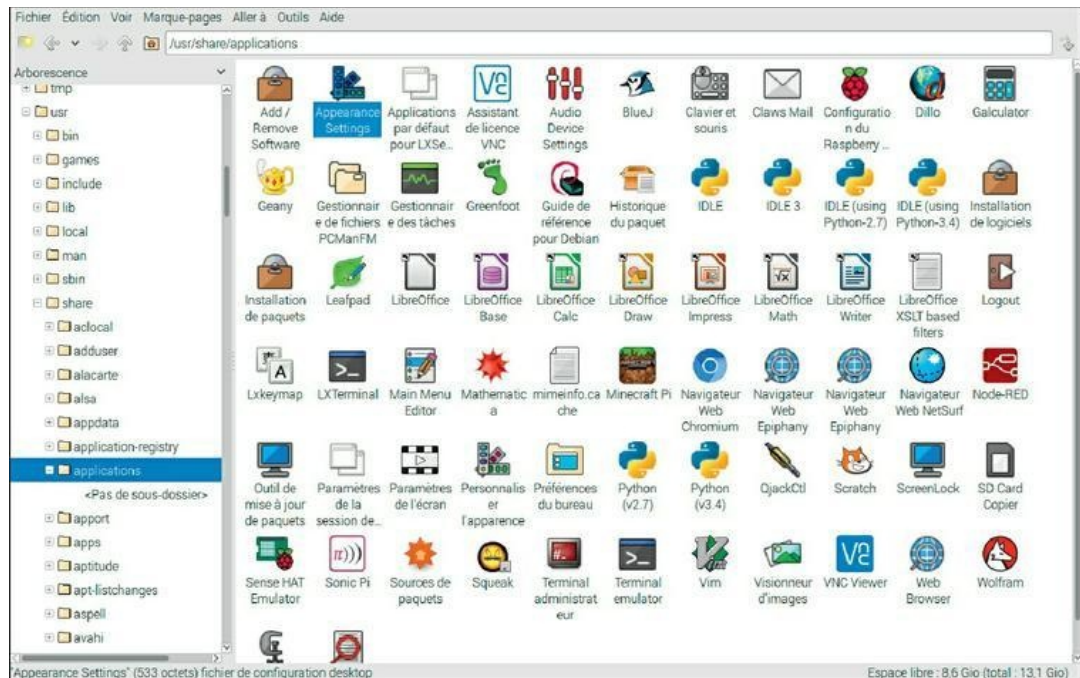 Fichier Édition Voir Marque-pages Aller à Outils Aide
/usr/share/applications
Arborescence
tmp
usr
bin
games
include
lib
local
man
sbin
share
aclocal
adduser
alacarte
alsa
appdata
application-registry
applications
<Pas de sous-dossier>
apport
apps
aptitude
apt-listchanges
aspell
avahi
Add /
Remove
Software
Appearance
Settings
Applications
par défaut
pour LXSe...
Assistant
de licence
VNC
Audio
Device
Settings
BlueJ
Clavier et
souris
Claws Mail
Configuratio
n du
Raspberry ...
Dillo
Galculator
Geany
Gestionnair
e de fichiers
PCManFM
Gestionnair
e des tâches
Greenfoot
Guide de
référence
pour Debian
Historique
du paquet
IDLE
IDLE 3
IDLE (using
Python-2.7)
IDLE (using
Python-3.4)
Installation
de logiciels
Installation
de paquets
Leafpad
LibreOffice
LibreOffice
Base
LibreOffice
Calc
LibreOffice
Draw
LibreOffice
Impress
LibreOffice
Math
LibreOffice
Writer
LibreOffice
XSLT based
filters
Logout
Lxkeymap
LXTerminal
Main Menu
Editor
Mathematic
a
mimeinfo.ca
che
Minecraft Pi
Navigateur
Web
Chromium
Navigateur
Web
Epiphany
Navigateur
Web
Epiphany
Navigateur
Web NetSurf
Node-RED
Outil de
mise à jour
de paquets
Paramètres
de la
session de...
Paramètres
de l'écran
Personnalis
er
l'apparence
Préférences
du bureau
Python
(v2.7)
Python
(v3.4)
QjackCtl
Scratch
ScreenLock
SD Card
Copier
Sense HAT
Emulator
Sonic Pi
Sources de
paquets
Squeak
Terminal
administrat
eur
Terminal
emulator
Vim
Visionneur
d'images
VNC Viewer
Web
Browser
Wolfram
"Appearance Settings" (533 octets) fichier de configuration desktop
Espace libre : 8,6 Gio (total : 13,1 Gio)